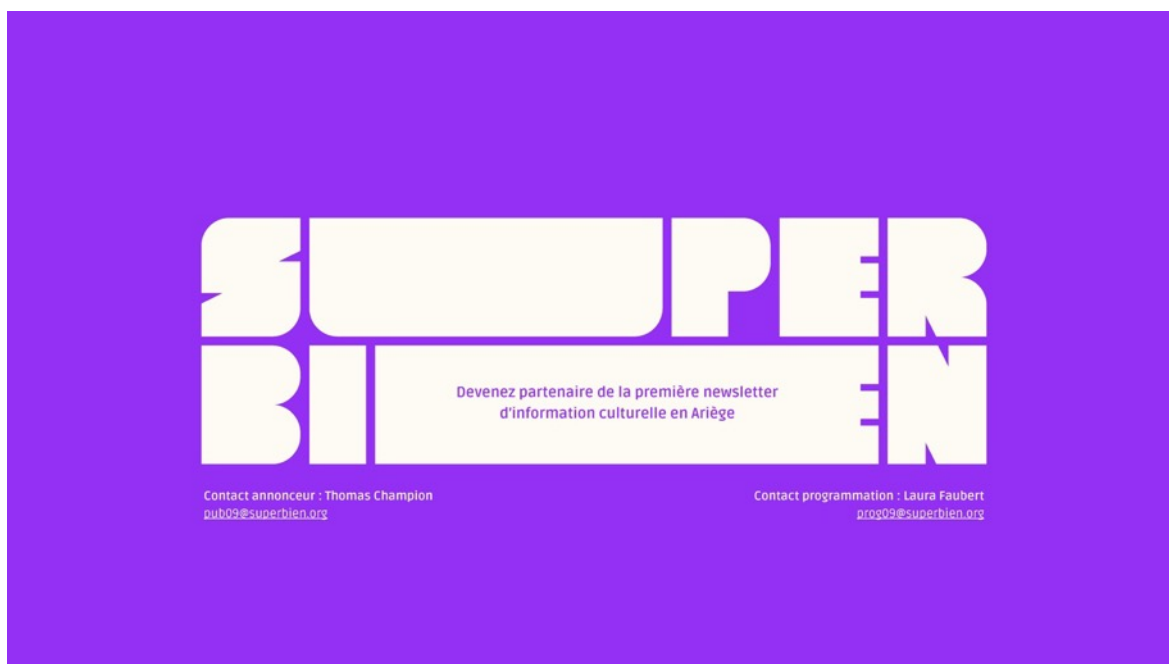 SUPER
BIEN
Devenez partenaire de la première newsletter
d'information culturelle en Ariège
Contact annonceur : Thomas Champion
pub09@superbien.org
Contact programmation : Laura Faubert
prog09@superbien.org